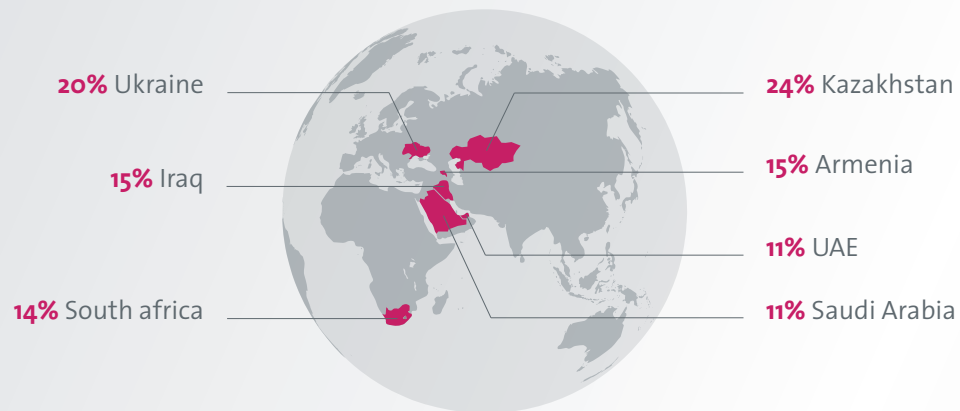 20% Ukraine
15% Iraq
14% South africa
24% Kazakhstan
15% Armenia
11% UAE
11% Saudi Arabia